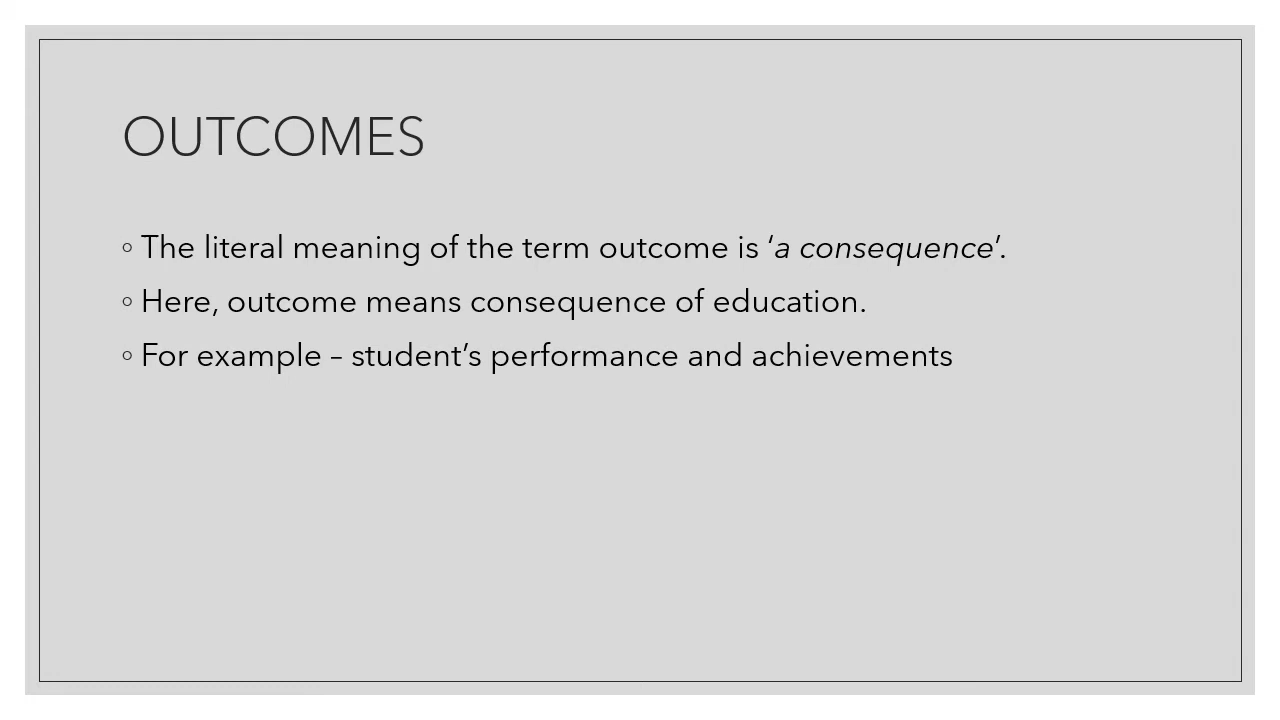 OUTCOMES
◦ The literal meaning of the term outcome is ‘a consequence’.
◦ Here, outcome means consequence of education.
◦ For example – student’s performance and achievements